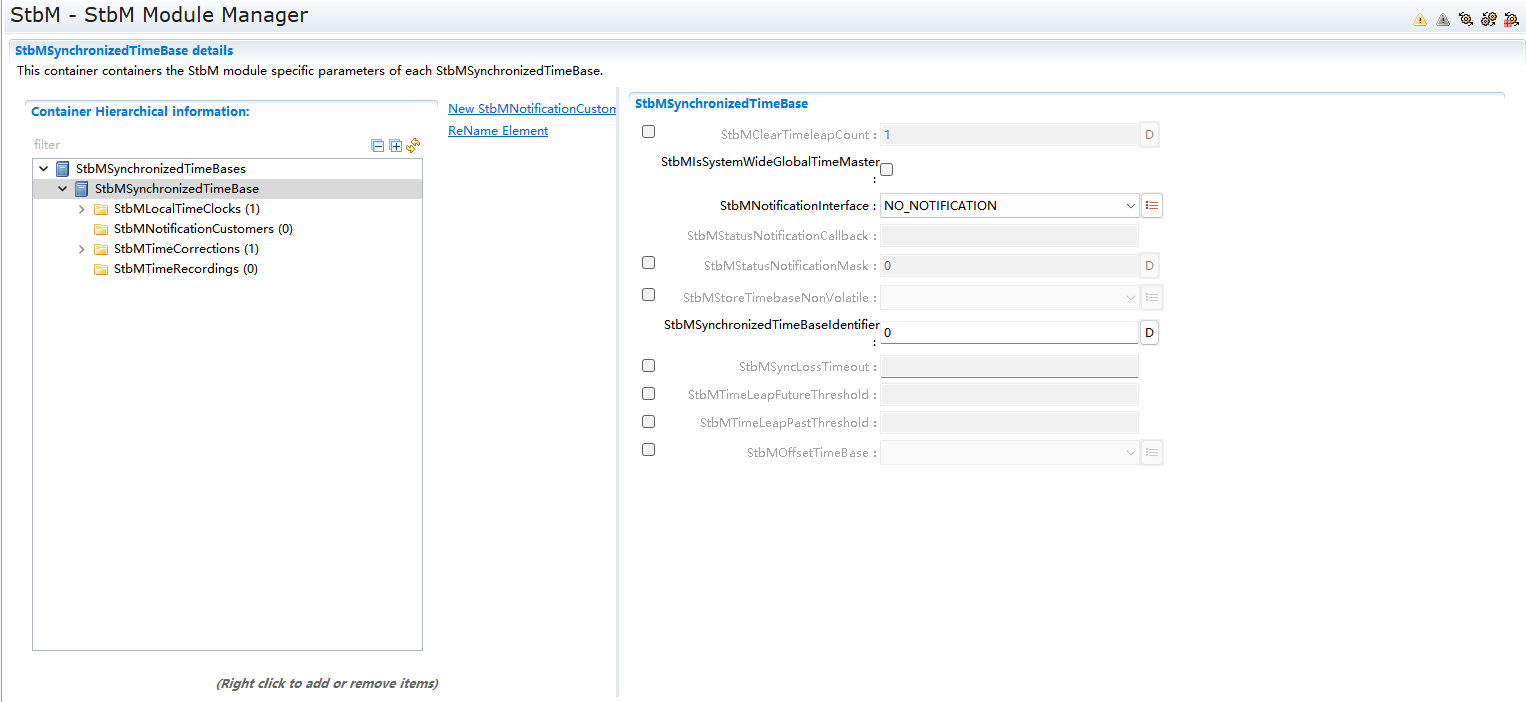 StbM - StbM Module Manager
StbMSynchronizedTimeBase details
This container containers the StbM module specific parameters of each StbMSynchronizedTimeBase.
Container Hierarchical information:
filter
StbMSynchronizedTimeBases
StbMSynchronizedTimeBase
StbMLocalTimeClocks (1)
StbMNotificationCustomers (0)
StbMTimeCorrections (1)
StbMTimeRecordings (0)
(Right click to add or remove items)
New StbMNotificationCustom
ReName Element
StbMSynchronizedTimeBase
StbMClearTimeleapCount : 1 D
StbMIsSystemWideGlobalTimeMaster
:
StbMNotificationInterface : NO_NOTIFICATION
StbMStatusNotificationCallback :
StbMStatusNotificationMask : 0 D
StbMStoreTimebaseNonVolatile :
StbMSynchronizedTimeBaseIdentifier
: 0 D
StbMSyncLossTimeout :
StbMTimeLeapFutureThreshold :
StbMTimeLeapPastThreshold :
StbMOffsetTimeBase :